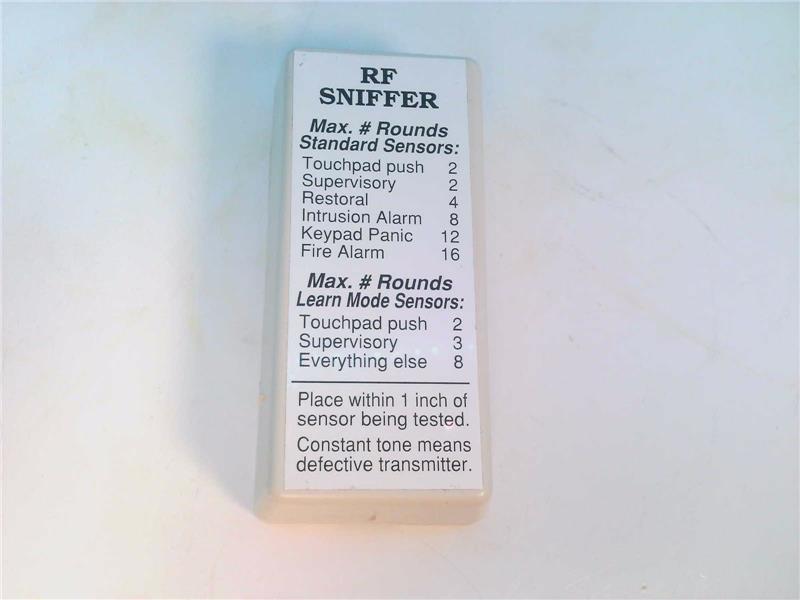 RF
SNIFFER
Max. # Rounds
Standard Sensors:
Touchpad push 2
Supervisory 2
Restoral 4
Intrusion Alarm 8
Keypad Panic 12
Fire Alarm 16
Max. # Rounds
Learn Mode Sensors:
Touchpad push 2
Supervisory 3
Everything else 8
Place within 1 inch of
sensor being tested.
Constant tone means
defective transmitter.